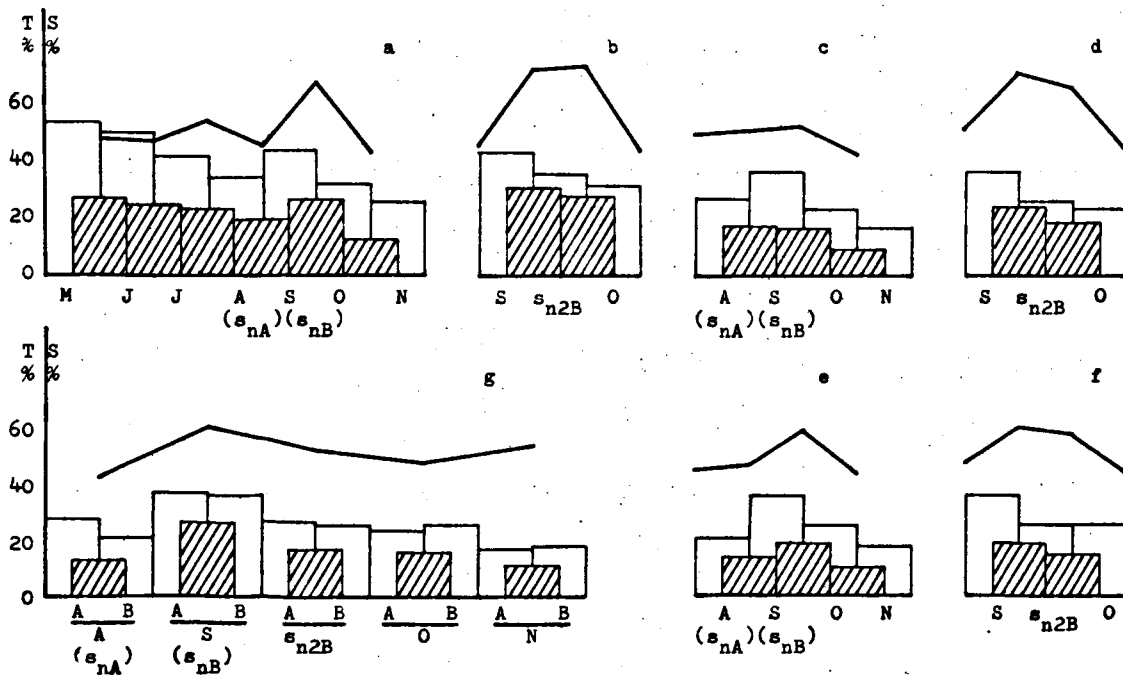 T S a b c d
% %
60
40
20
0
M J J A S O N S s_n2B O A S O N S s_n2B O
(s_nA)(s_nB) (s_nA)(s_nB)
T S g e f
% %
60
40
20
0
A B A B A B A B A B
A S s_n2B O N A S O N S s_n2B O
(s_nA) (s_nB) (s_nA)(s_nB)